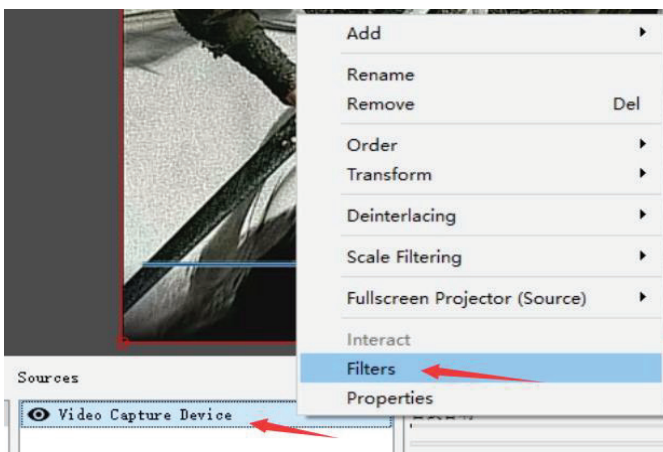 Add
Rename
Remove Del
Order
Transform
Deinterlacing
Scale Filtering
Fullscreen Projector (Source)
Interact
Filters
Properties
Sources
Video Capture Device